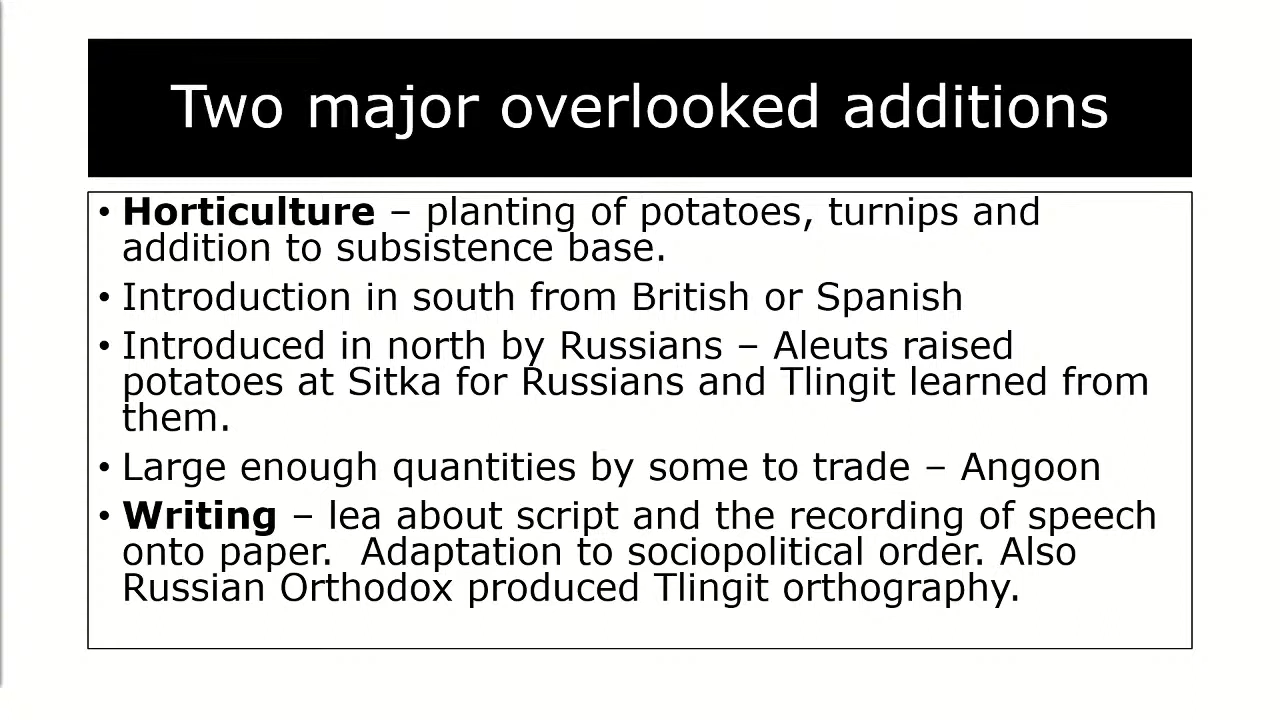 Two major overlooked additions
• Horticulture – planting of potatoes, turnips and
addition to subsistence base.
• Introduction in south from British or Spanish
• Introduced in north by Russians – Aleuts raised
potatoes at Sitka for Russians and Tlingit learned from
them.
• Large enough quantities by some to trade – Angoon
• Writing – lea about script and the recording of speech
onto paper.  Adaptation to sociopolitical order. Also
Russian Orthodox produced Tlingit orthography.